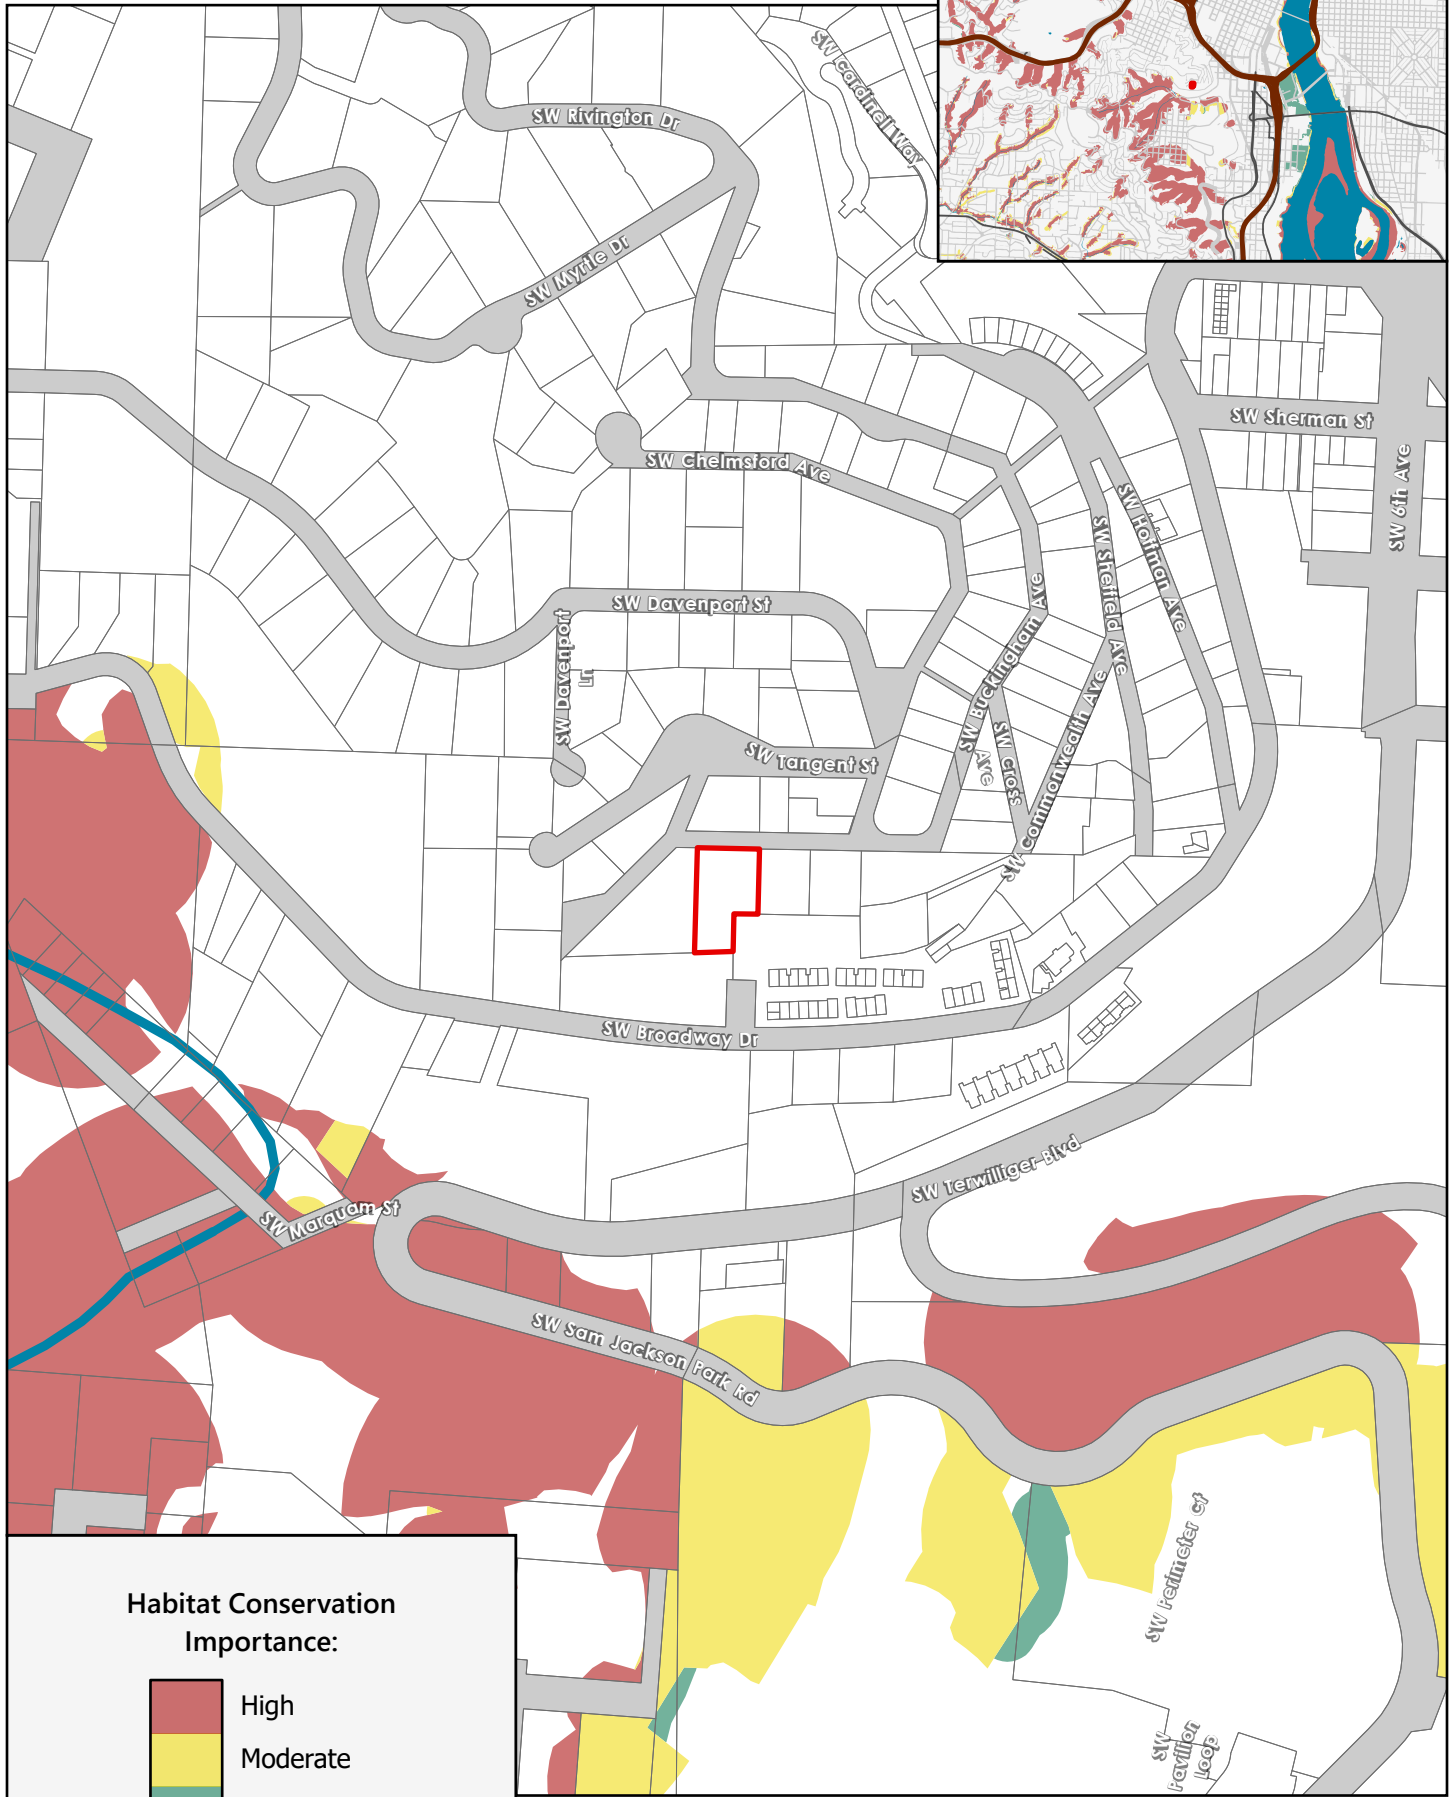 SW Cardinell Way
SW Rivington Dr
SW Myrtle Dr
SW Sherman St
SW 6th Ave
SW Chelmsford Ave
SW Hoffman Ave
SW Sheffield Ave
SW Davenport St
SW Davenport
Ln
SW Buckingham Ave
SW Commonwealth Ave
SW Cross
Ave
SW Tangent St
SW Broadway Dr
SW Terwilliger Blvd
SW Marquam St
SW Sam Jackson Park Rd
SW Perimeter Ct
SW
Pavilion
Loop
Habitat Conservation
Importance:
High
Moderate